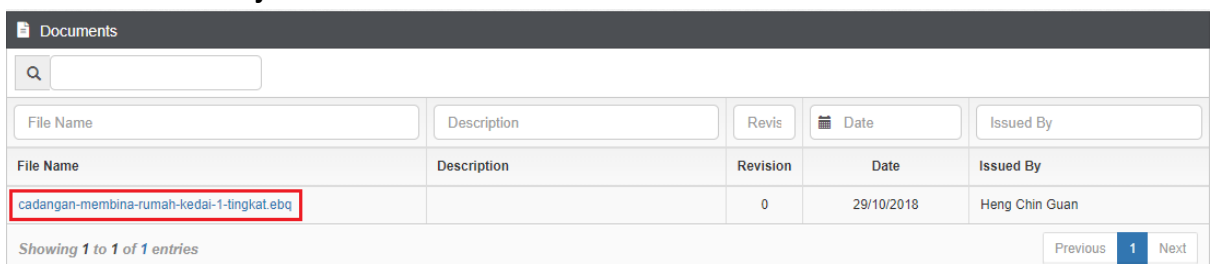 Documents
File Name Description Revis Date Issued By
File Name Description Revision Date Issued By
cadangan-membina-rumah-kedai-1-tingkat.ebq 0 29/10/2018 Heng Chin Guan
Showing 1 to 1 of 1 entries Previous 1 Next